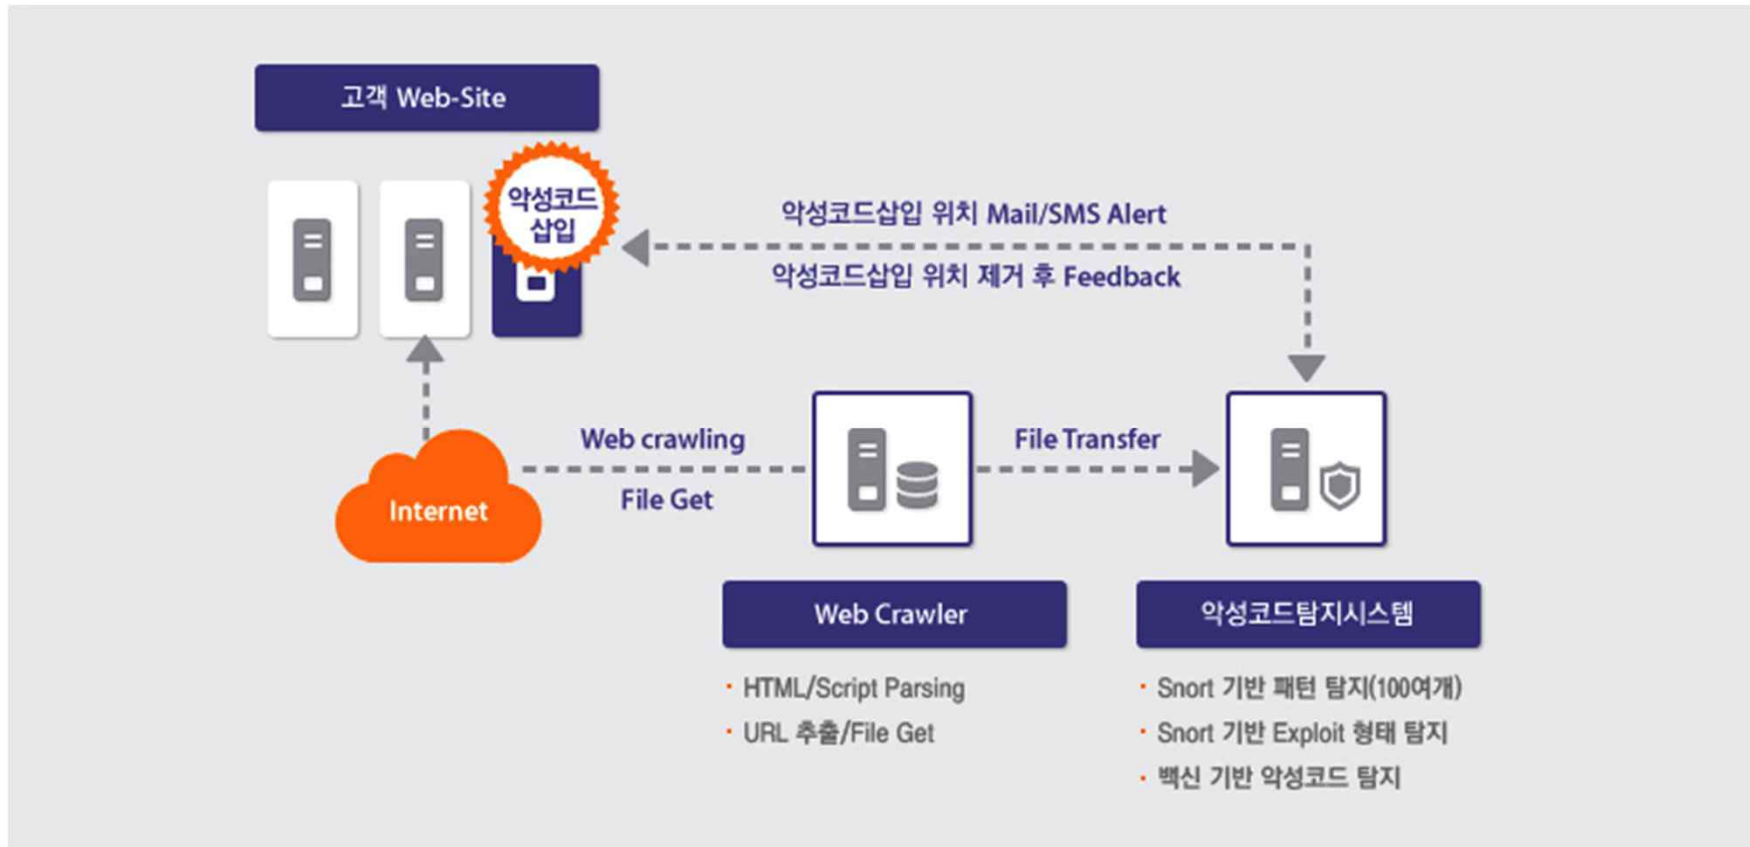 고객 Web-Site
악성코드
삽입
악성코드삽입 위치 Mail/SMS Alert
악성코드삽입 위치 제거 후 Feedback
Internet
Web crawling
File Get
File Transfer
Web Crawler
· HTML/Script Parsing
· URL 추출/File Get
악성코드탐지시스템
· Snort 기반 패턴 탐지(100여개)
· Snort 기반 Exploit 형태 탐지
· 백신 기반 악성코드 탐지